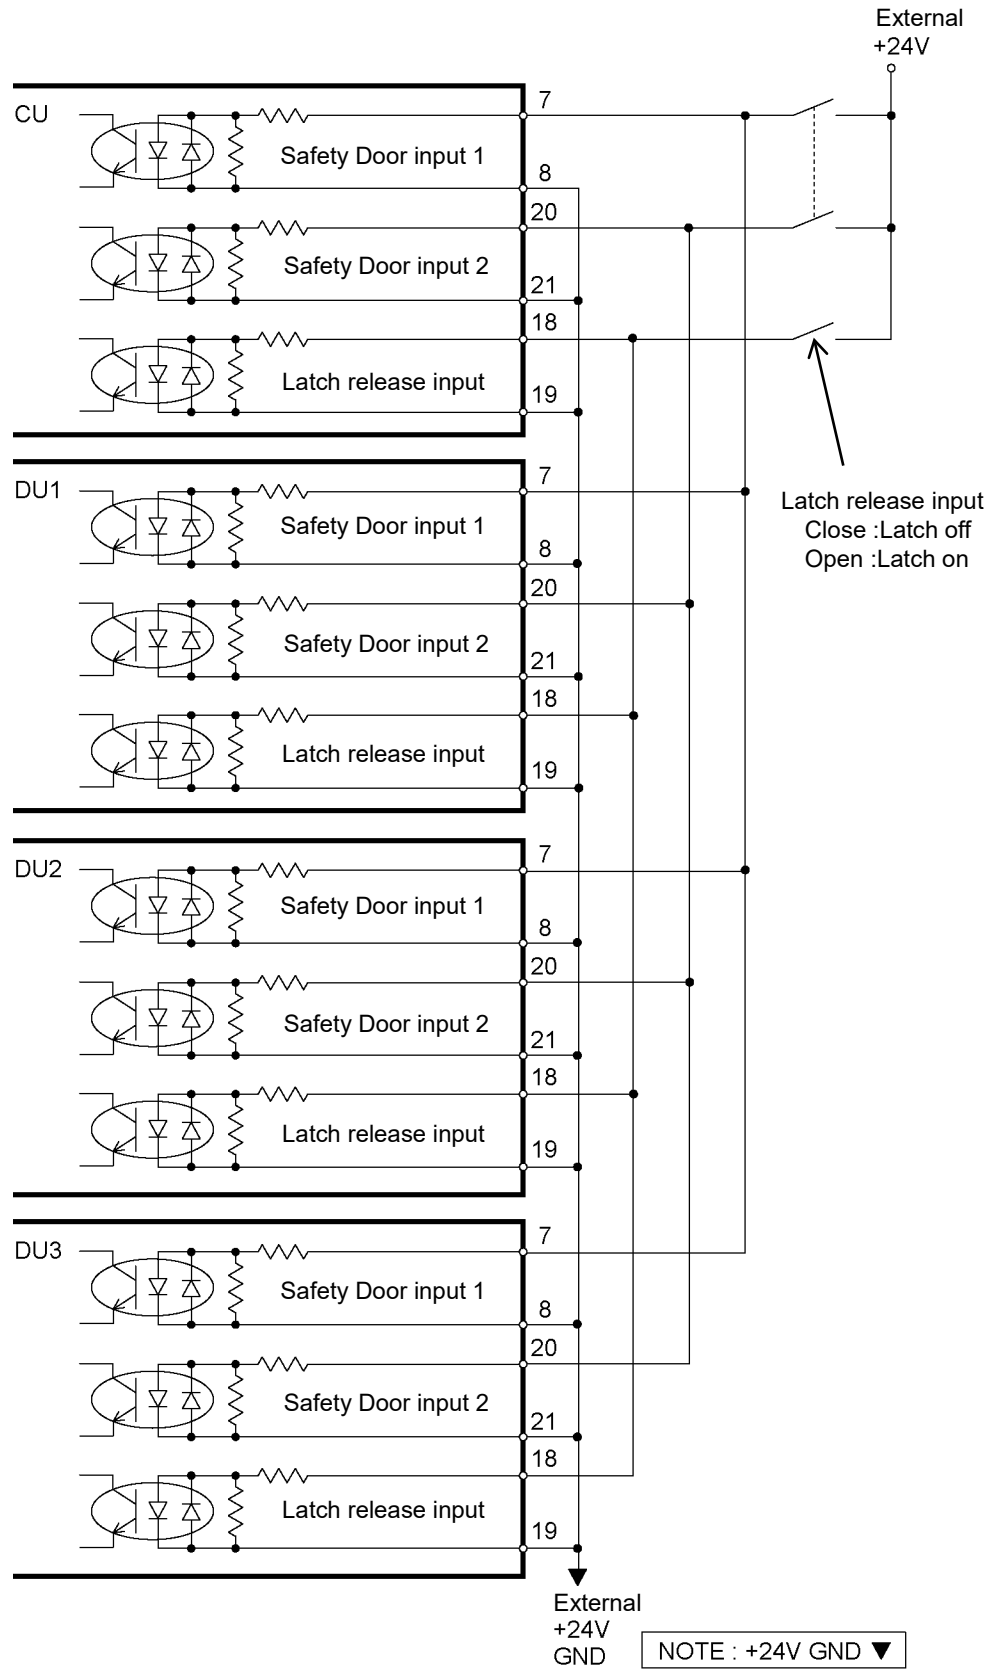 External
+24V
CU
7
Safety Door input 1
8
20
Safety Door input 2
21
18
Latch release input
19
DU1
7
Safety Door input 1
8
20
Safety Door input 2
21
18
Latch release input
19
Latch release input
Close :Latch off
Open :Latch on
DU2
7
Safety Door input 1
8
20
Safety Door input 2
21
18
Latch release input
19
DU3
7
Safety Door input 1
8
20
Safety Door input 2
21
18
Latch release input
19
External
+24V
GND
NOTE : +24V GND ▼